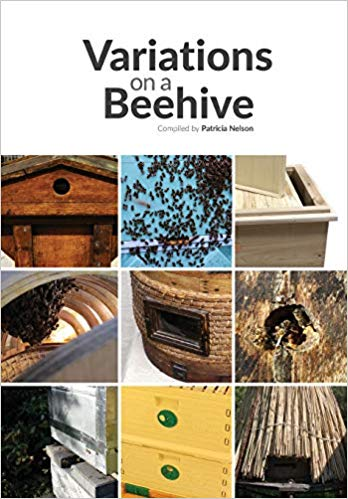 Variations
on a
Beehive
Compiled by Patricia Nelson